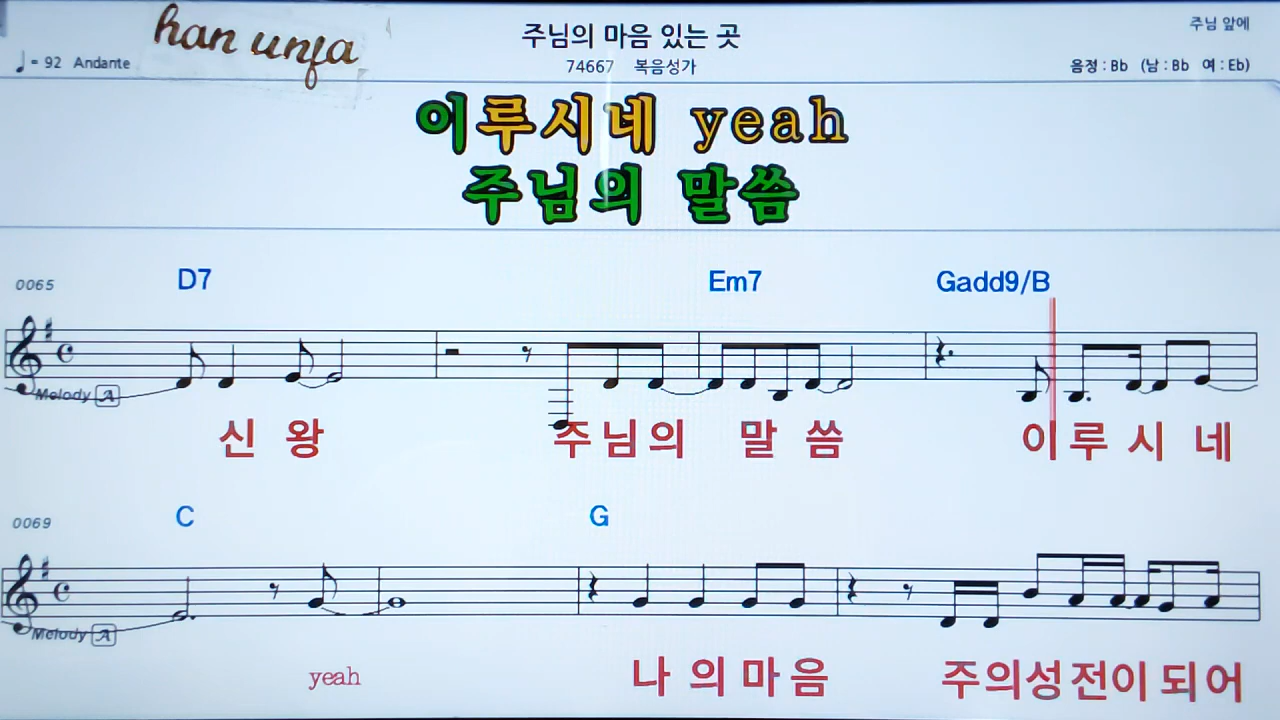 han unfa
주님의 마음 있는 곳
주님 앞에
♩= 92 Andante
74667 복음성가
음정 : Bb (남 : Bb 여 : Eb)
이루시네 yeah
주님의 말씀
0065 D7 Em7 Gadd9/B
Melody A
신 왕 주님의 말 씀 이루 시 네
0069 C G
Melody A
yeah 나 의 마 음 주의성전이 되어